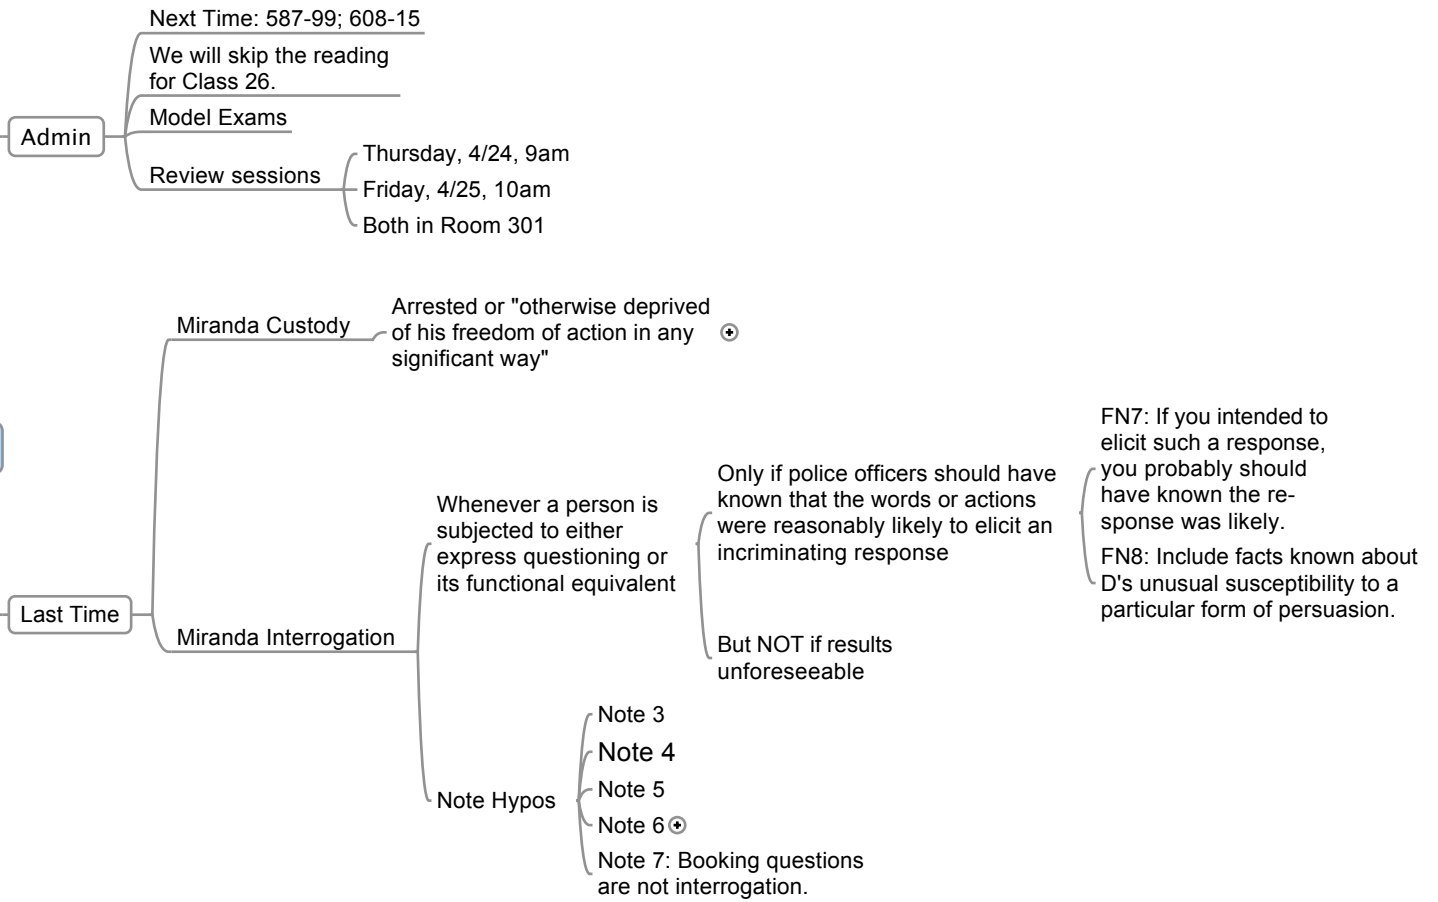 Next Time: 587-99; 608-15
We will skip the reading
for Class 26.
Admin
Model Exams
Review sessions
Thursday, 4/24, 9am
Friday, 4/25, 10am
Both in Room 301
Miranda Custody
Arrested or "otherwise deprived
of his freedom of action in any
significant way"
Last Time
Miranda Interrogation
Whenever a person is
subjected to either
express questioning or
its functional equivalent
Only if police officers should have
known that the words or actions
were reasonably likely to elicit an
incriminating response
FN7: If you intended to
elicit such a response,
you probably should
have known the re-
sponse was likely.
FN8: Include facts known about
D's unusual susceptibility to a
particular form of persuasion.
But NOT if results
unforeseeable
Note Hypos
Note 3
Note 4
Note 5
Note 6
Note 7: Booking questions
are not interrogation.